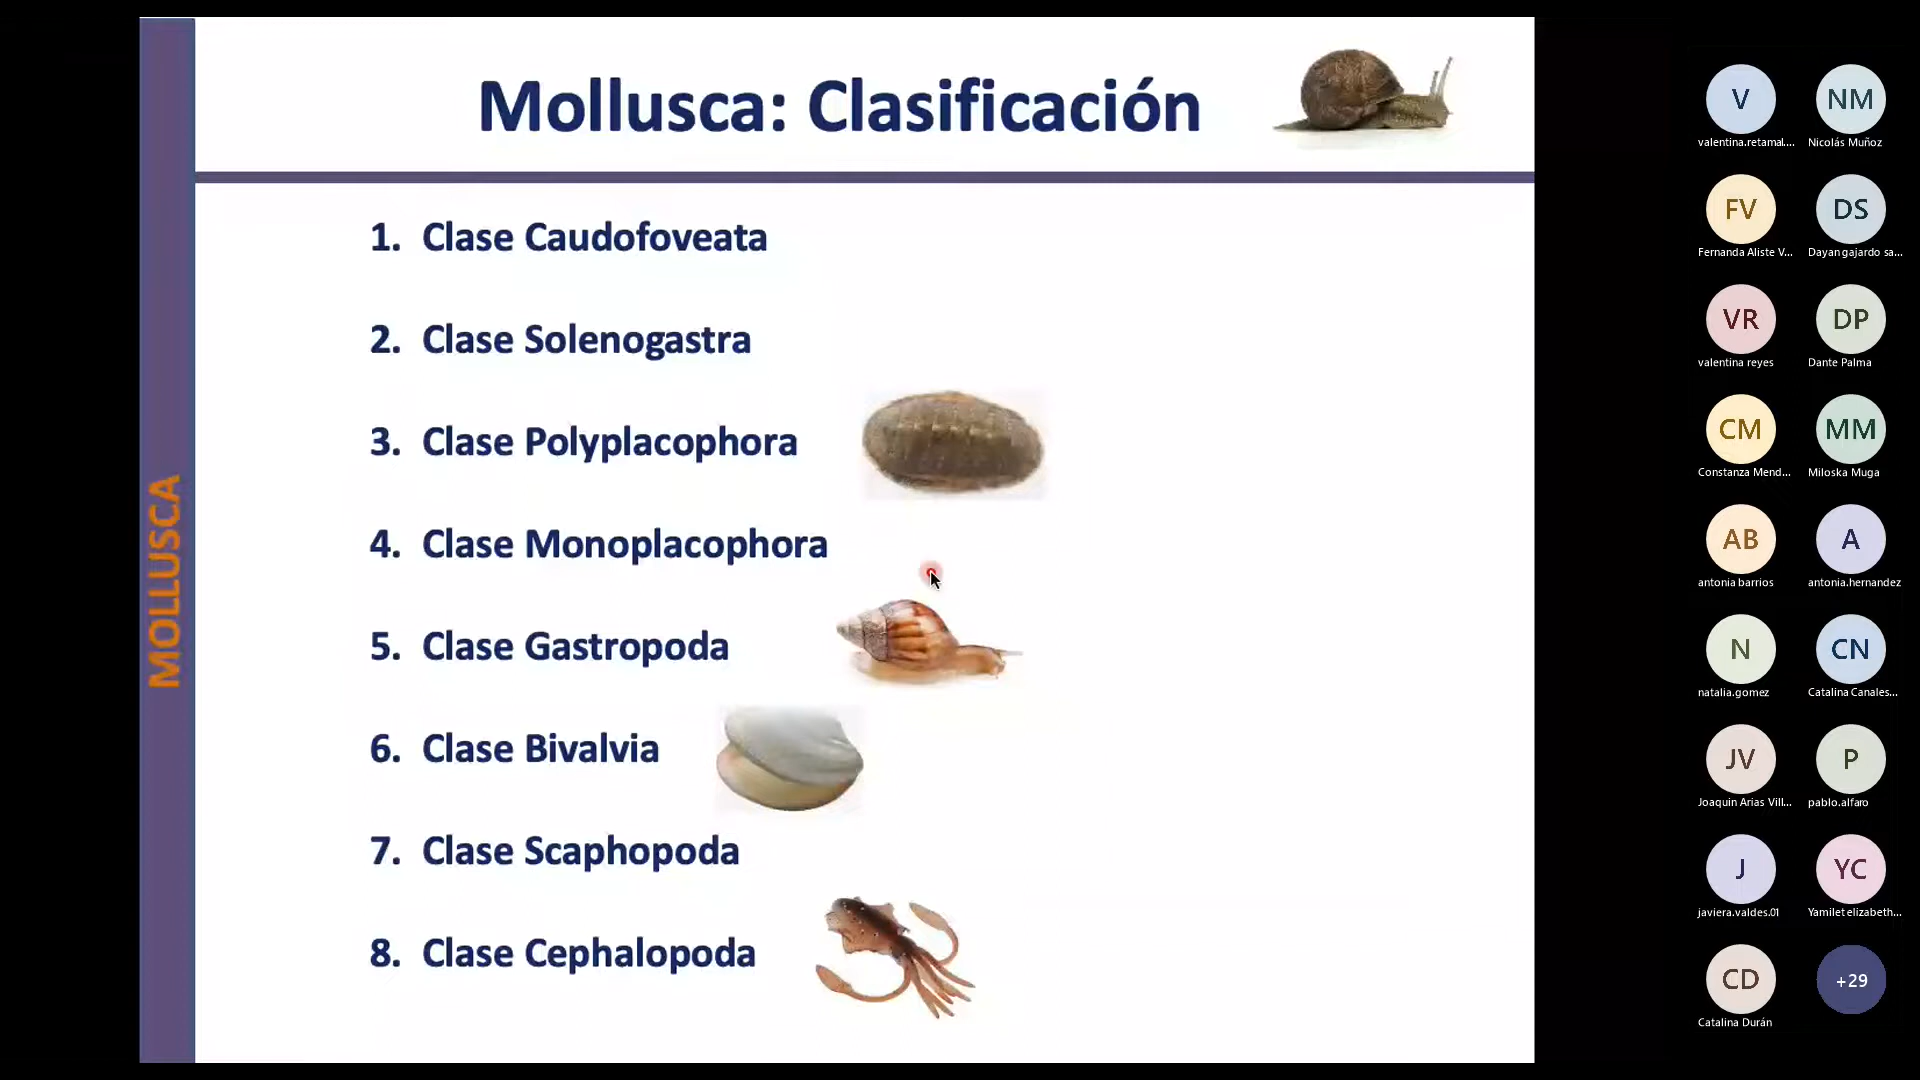 Mollusca: Clasificación
MOLLUSCA
1. Clase Caudofoveata
2. Clase Solenogastra
3. Clase Polyplacophora
4. Clase Monoplacophora
5. Clase Gastropoda
6. Clase Bivalvia
7. Clase Scaphopoda
8. Clase Cephalopoda
V NM
valentina.retamal.... Nicolás Muñoz
FV DS
Fernanda Aliste V... Dayan gajardo sa...
VR DP
valentina reyes Dante Palma
CM MM
Constanza Mend... Miloska Muga
AB A
antonia barrios antonia.hernandez
N CN
natalia.gomez Catalina Canales...
JV P
Joaquin Arias Vill... pablo.alfaro
J YC
javiera.valdes.01 Yamilet elizabeth...
CD +29
Catalina Durán